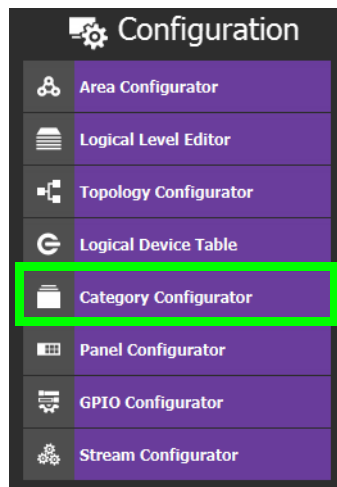 Configuration
Area Configurator
Logical Level Editor
Topology Configurator
Logical Device Table
Category Configurator
Panel Configurator
GPIO Configurator
Stream Configurator